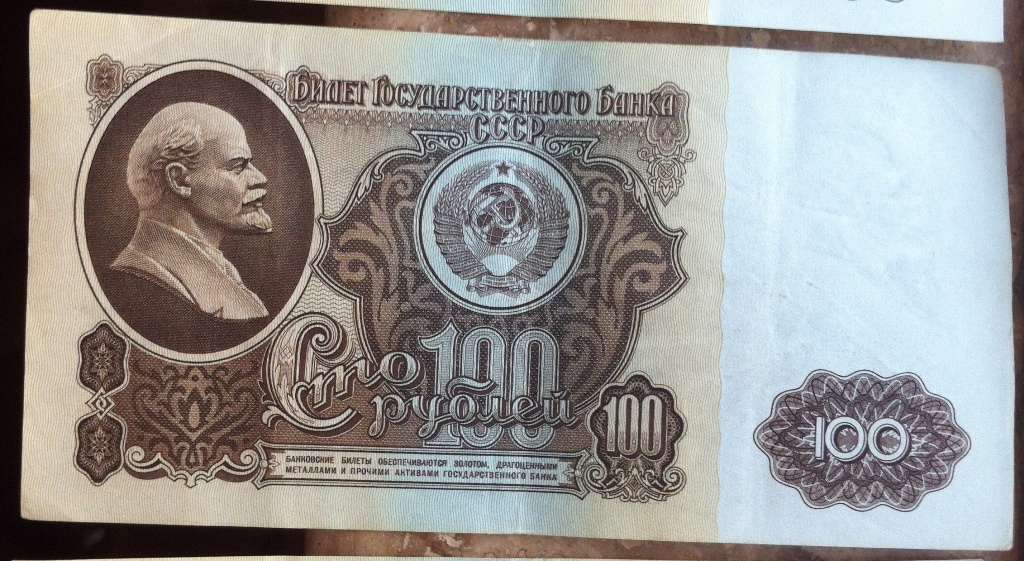 Билет Государственного Банка
СССР
100
Сто
рублей
100
100
БАНКОВСКИЕ БИЛЕТЫ ОБЕСПЕЧИВАЮТСЯ ЗОЛОТОМ, ДРАГОЦЕННЫМИ
МЕТАЛЛАМИ И ПРОЧИМИ АКТИВАМИ ГОСУДАРСТВЕННОГО БАНКА